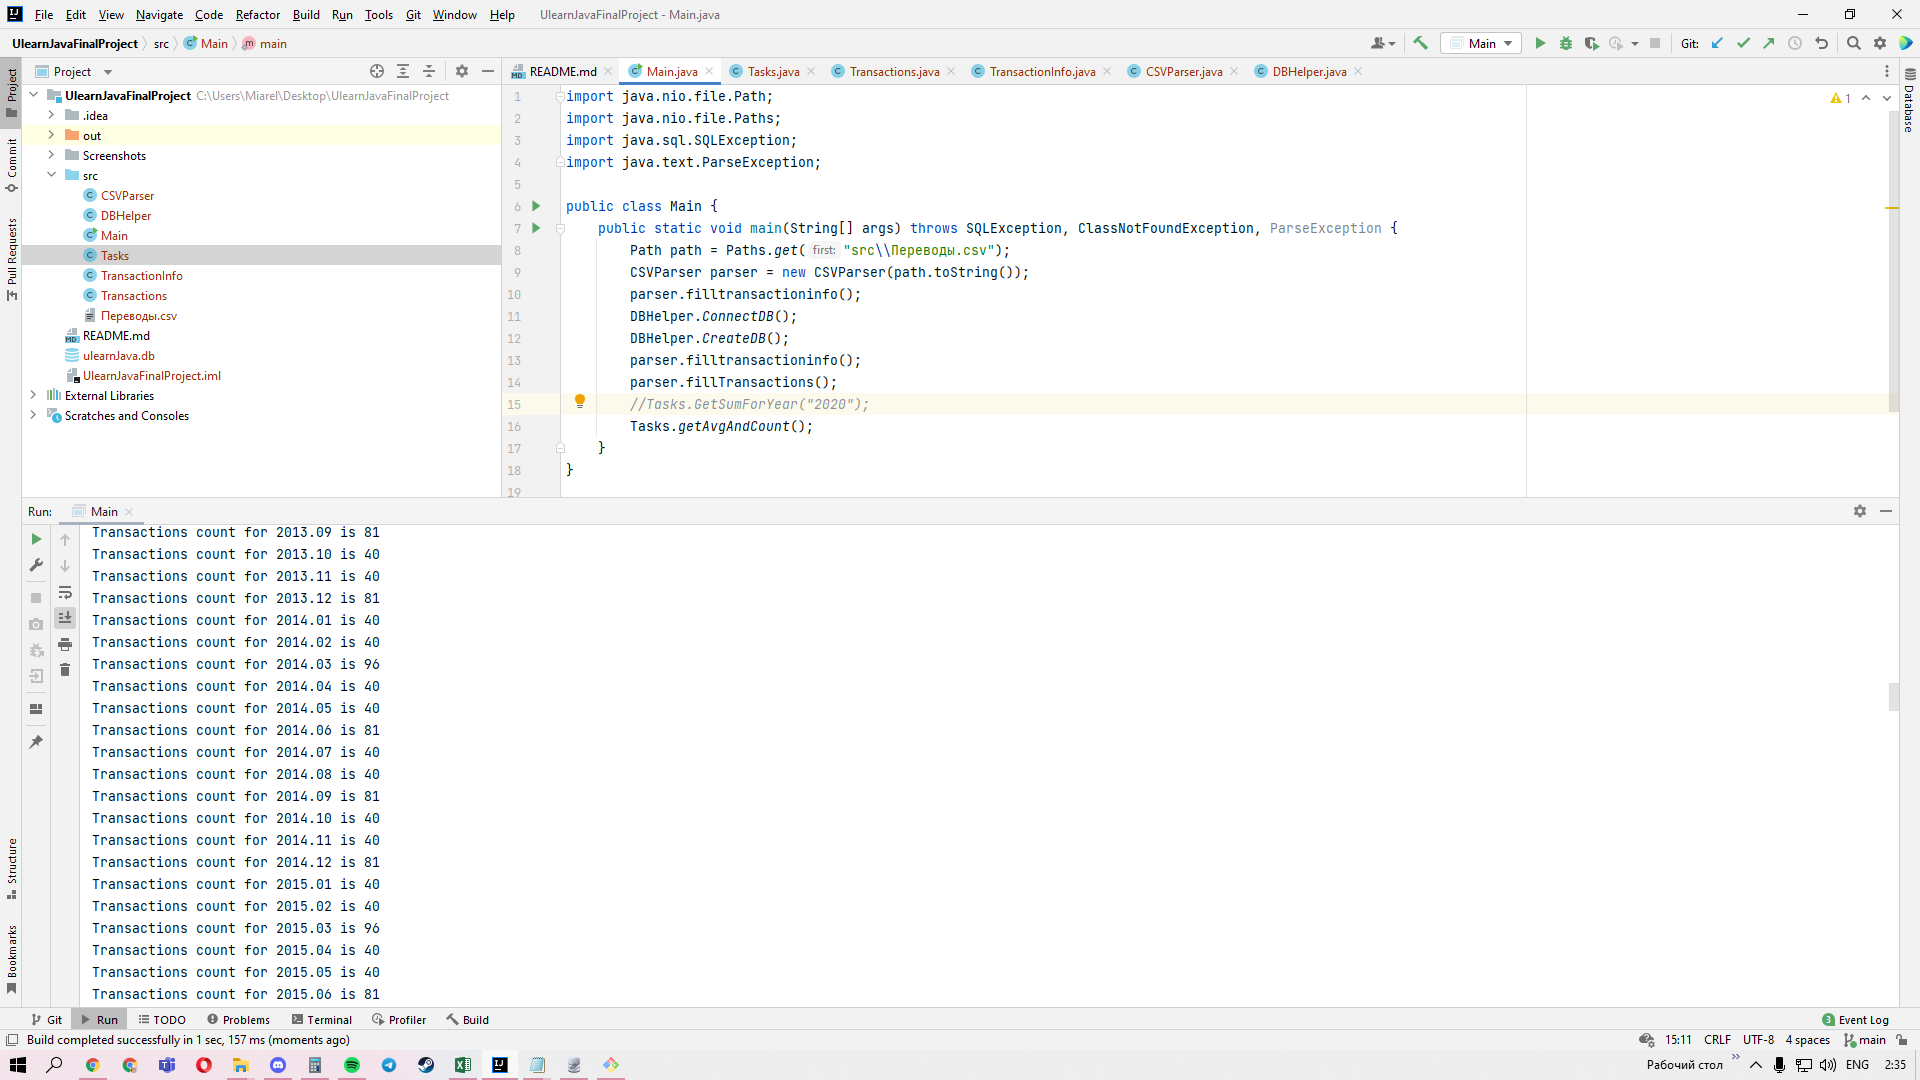 File Edit View Navigate Code Refactor Build Run Tools Git Window Help UlearnJavaFinalProject - Main.java
UlearnJavaFinalProject src Main main
Main Git:
Project README.md Main.java Tasks.java Transactions.java TransactionInfo.java CSVParser.java DBHelper.java
Project
Commit
Pull Requests
Structure
Bookmarks
Database
UlearnJavaFinalProject C:\Users\Miarel\Desktop\UlearnJavaFinalProject
.idea
out
Screenshots
src
CSVParser
DBHelper
Main
Tasks
TransactionInfo
Transactions
Переводы.csv
README.md
ulearnJava.db
UlearnJavaFinalProject.iml
External Libraries
Scratches and Consoles
1
1 import java.nio.file.Path;
2 import java.nio.file.Paths;
3 import java.sql.SQLException;
4 import java.text.ParseException;
5
6 public class Main {
7 public static void main(String[] args) throws SQLException, ClassNotFoundException, ParseException {
8 Path path = Paths.get( first: "src\\Переводы.csv");
9 CSVParser parser = new CSVParser(path.toString());
10 parser.filltransactioninfo();
11 DBHelper.ConnectDB();
12 DBHelper.CreateDB();
13 parser.filltransactioninfo();
14 parser.fillTransactions();
15 //Tasks.GetSumForYear("2020");
16 Tasks.getAvgAndCount();
17 }
18 }
19
Run: Main
Transactions count for 2013.09 is 81
Transactions count for 2013.10 is 40
Transactions count for 2013.11 is 40
Transactions count for 2013.12 is 81
Transactions count for 2014.01 is 40
Transactions count for 2014.02 is 40
Transactions count for 2014.03 is 96
Transactions count for 2014.04 is 40
Transactions count for 2014.05 is 40
Transactions count for 2014.06 is 81
Transactions count for 2014.07 is 40
Transactions count for 2014.08 is 40
Transactions count for 2014.09 is 81
Transactions count for 2014.10 is 40
Transactions count for 2014.11 is 40
Transactions count for 2014.12 is 81
Transactions count for 2015.01 is 40
Transactions count for 2015.02 is 40
Transactions count for 2015.03 is 96
Transactions count for 2015.04 is 40
Transactions count for 2015.05 is 40
Transactions count for 2015.06 is 81
Git Run TODO Problems Terminal Profiler Build 3 Event Log
Build completed successfully in 1 sec, 157 ms (moments ago) 15:11 CRLF UTF-8 4 spaces main
Рабочий стол ENG 2:35